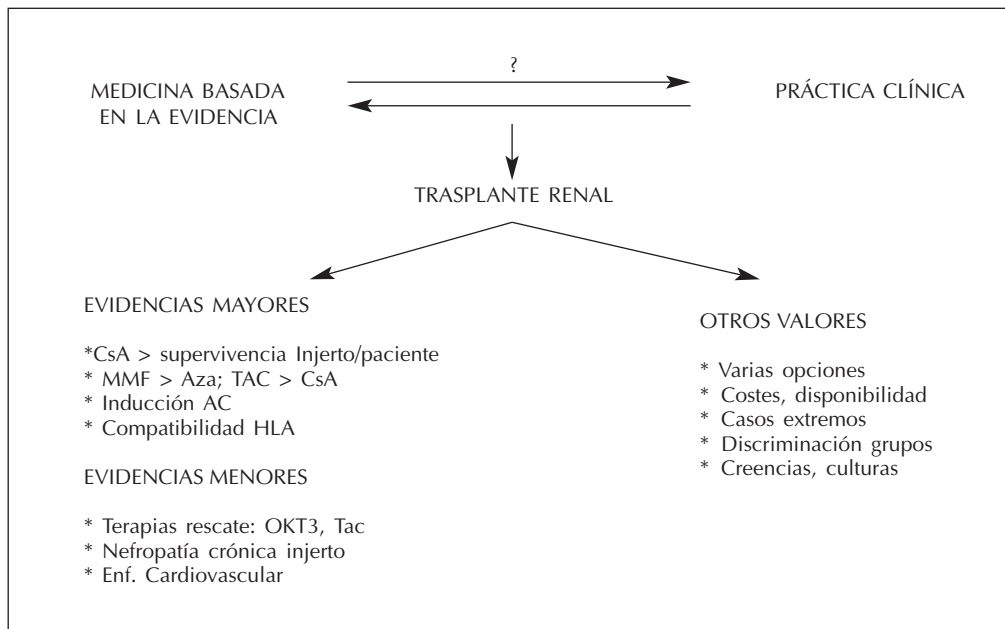 ?
MEDICINA BASADA
EN LA EVIDENCIA
PRÁCTICA CLÍNICA
TRASPLANTE RENAL
EVIDENCIAS MAYORES
*CsA > supervivencia Injerto/paciente
* MMF > Aza; TAC > CsA
* Inducción AC
* Compatibilidad HLA
EVIDENCIAS MENORES
* Terapias rescate: OKT3, Tac
* Nefropatía crónica injerto
* Enf. Cardiovascular
OTROS VALORES
* Varias opciones
* Costes, disponibilidad
* Casos extremos
* Discriminación grupos
* Creencias, culturas